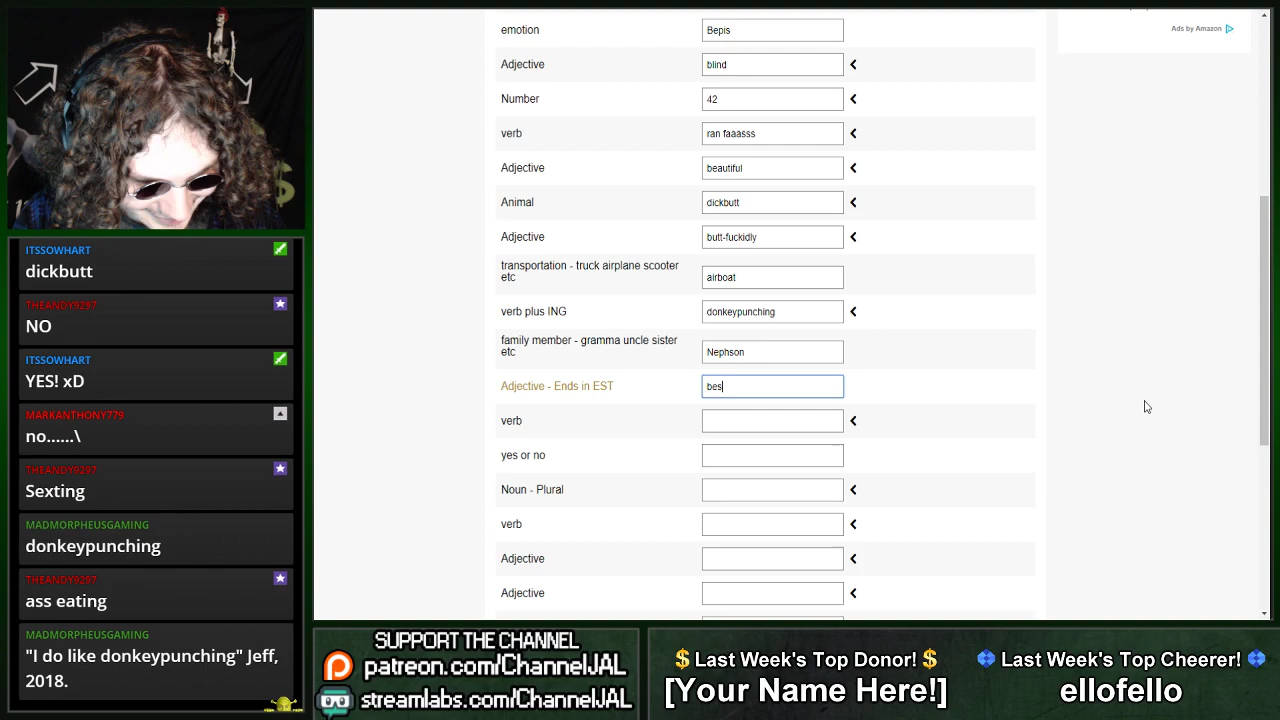 ITSSOWHART
dickbutt
THEANDY9297
NO
ITSSOWHART
YES! xD
MARKANTHONY779
no......\
THEANDY9297
Sexting
MADMORPHEUSGAMING
donkeypunching
THEANDY9297
ass eating
MADMORPHEUSGAMING
"I do like donkeypunching" Jeff,
2018.
emotion Bepis
Adjective blind
Number 42
verb ran faaasss
Adjective beautiful
Animal dickbutt
Adjective butt-fuckidly
transportation - truck airplane scooter
etc airboat
verb plus ING donkeypunching
family member - gramma uncle sister
etc Nephson
Adjective - Ends in EST bes
verb
yes or no
Noun - Plural
verb
Adjective
Adjective
Ads by Amazon
SUPPORT THE CHANNEL
patreon.com/ChannelJAL
streamlabs.com/ChannelJAL
$ Last Week's Top Donor! $
[Your Name Here!]
Last Week's Top Cheerer!
ellofello